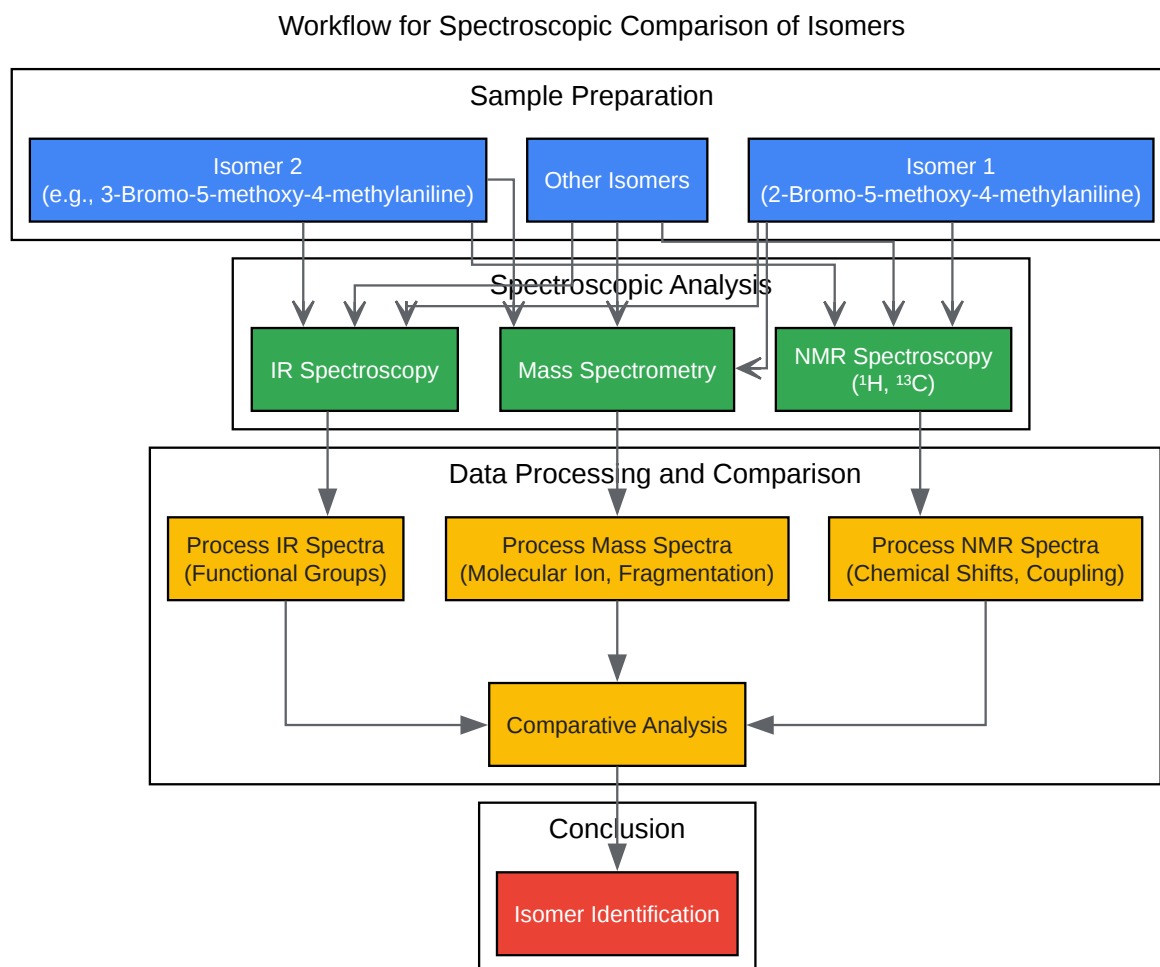 Workflow for Spectroscopic Comparison of Isomers
Sample Preparation
Isomer 2
(e.g., 3-Bromo-5-methoxy-4-methylaniline)
Other Isomers
Isomer 1
(2-Bromo-5-methoxy-4-methylaniline)
Spectroscopic Analysis
IR Spectroscopy
Mass Spectrometry
NMR Spectroscopy
(¹H, ¹³C)
Data Processing and Comparison
Process IR Spectra
(Functional Groups)
Process Mass Spectra
(Molecular Ion, Fragmentation)
Process NMR Spectra
(Chemical Shifts, Coupling)
Comparative Analysis
Conclusion
Isomer Identification